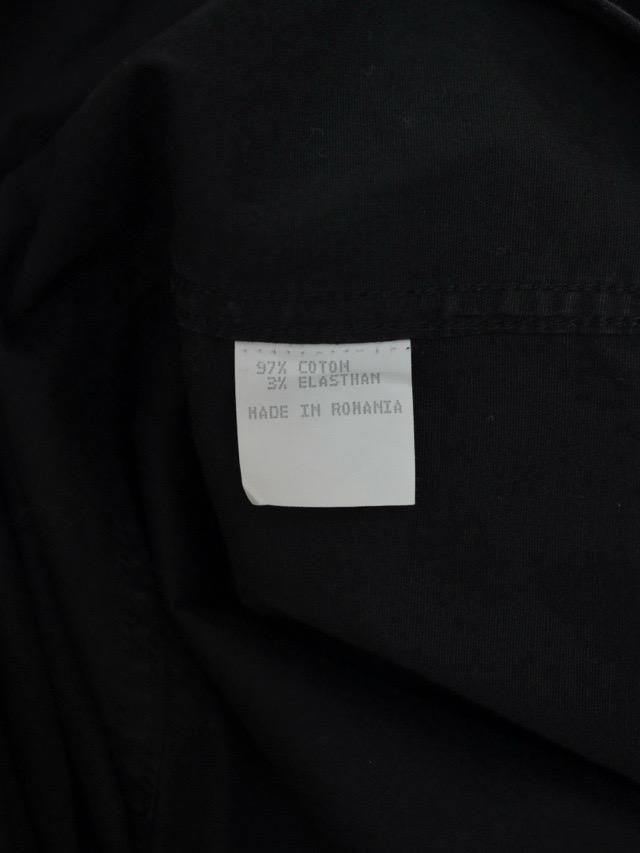 97% COTON
3% ELASTHAN
MADE IN ROMANIA